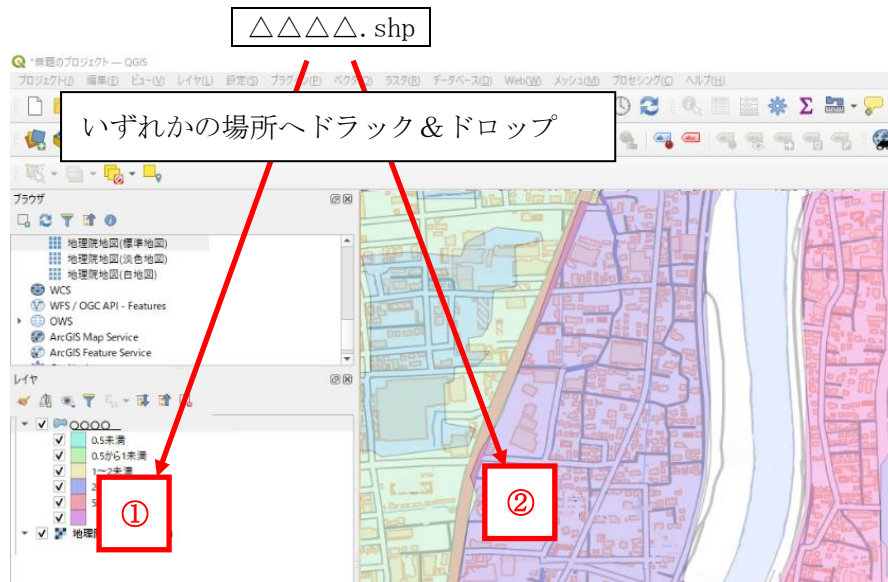 △△△△.shp
*無題のプロジェクト — QGIS
プロジェクト(J) 編集(E) ビュー(V) レイヤ(L) 設定(S) プラグイン(P) ベクタ(O) ラスタ(R) データベース(D) Web(W) メッシュ(M) プロセシング(C) ヘルプ(H)
いずれかの場所へドラック＆ドロップ
ブラウザ
地理院地図(標準地図)
地理院地図(淡色地図)
地理院地図(白地図)
WCS
WFS / OGC API - Features
OWS
ArcGIS Map Service
ArcGIS Feature Service
レイヤ
○○○○
0.5未満
0.5から1未満
1～2未満
2
5
地理院
①
②